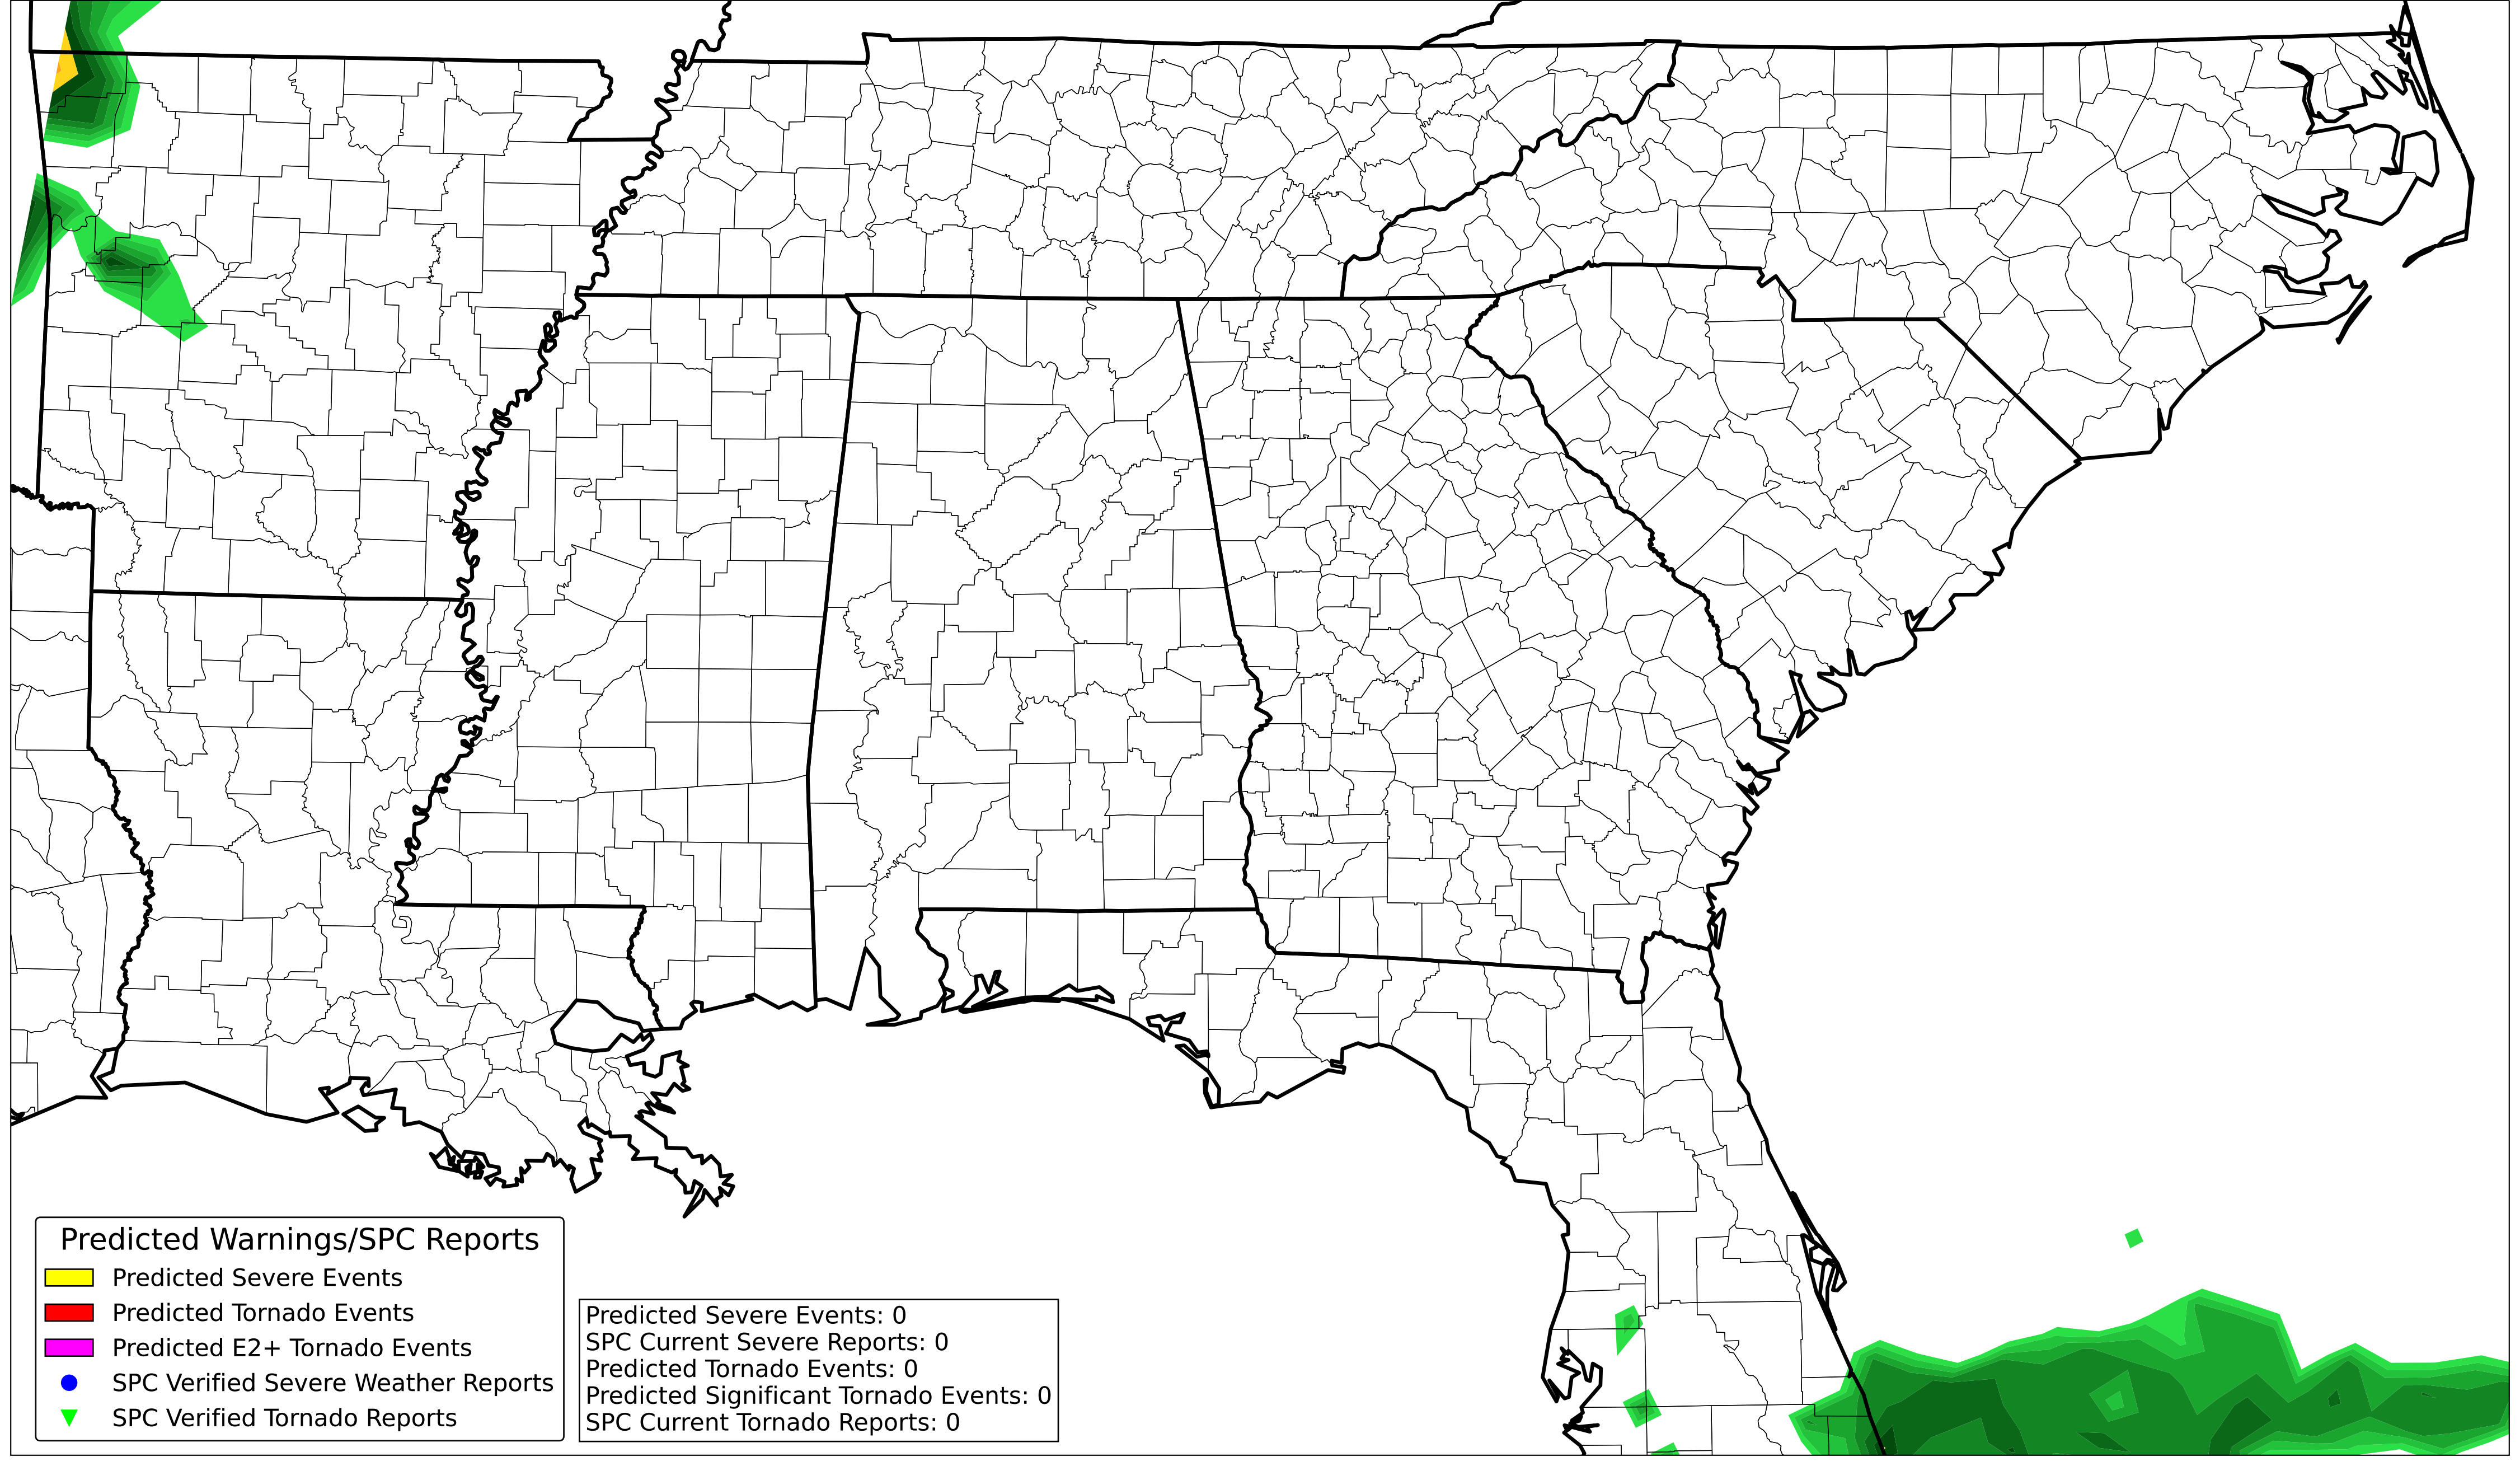 Predicted Warnings/SPC Reports
Predicted Severe Events
Predicted Tornado Events
Predicted E2+ Tornado Events
SPC Verified Severe Weather Reports
SPC Verified Tornado Reports
Predicted Severe Events: 0
SPC Current Severe Reports: 0
Predicted Tornado Events: 0
Predicted Significant Tornado Events: 0
SPC Current Tornado Reports: 0